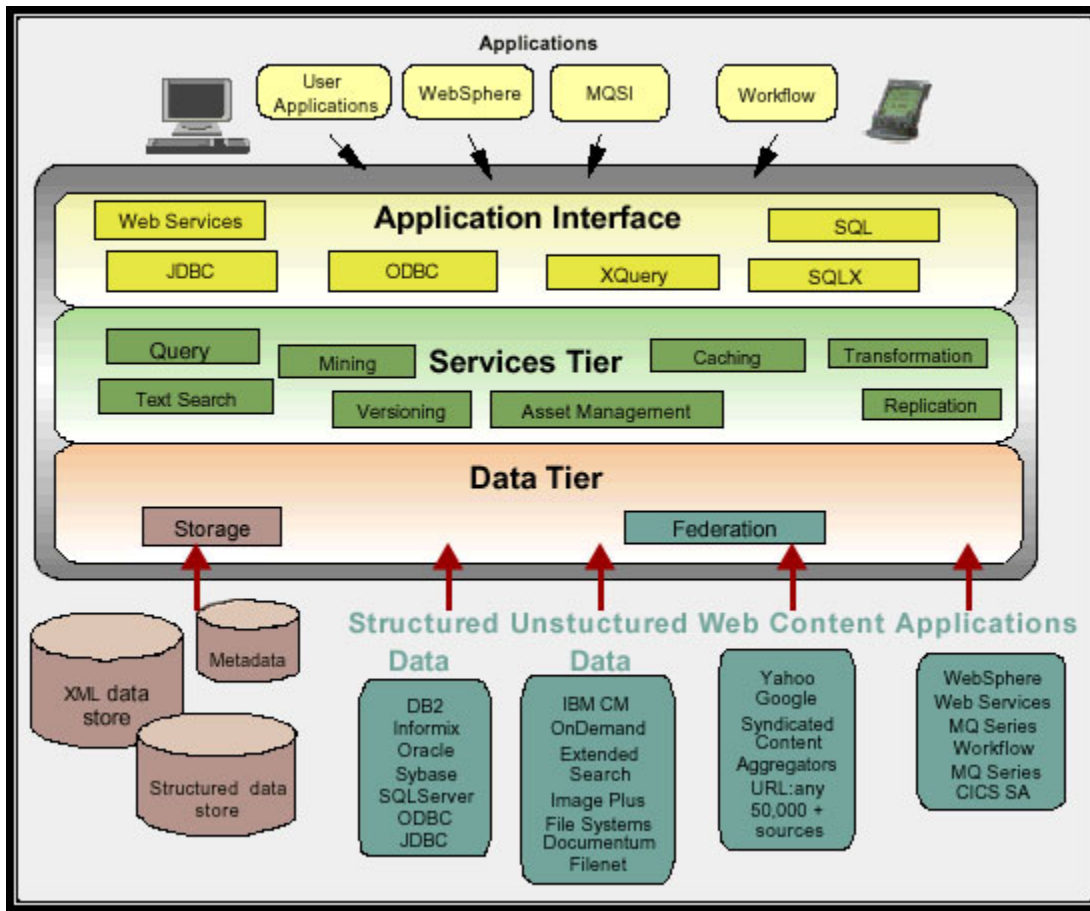 Applications
User
Applications
WebSphere
MQSI
Workflow
Application Interface
Web Services
SQL
JDBC
ODBC
XQuery
SQLX
Services Tier
Query
Mining
Caching
Transformation
Text Search
Versioning
Asset Management
Replication
Data Tier
Storage
Federation
Metadata
XML data
store
Structured data
store
Structured
Data
DB2
Informix
Oracle
Sybase
SQLServer
ODBC
JDBC
Unstuctured
Data
IBM CM
OnDemand
Extended
Search
Image Plus
File Systems
Documentum
Filenet
Web Content
Yahoo
Google
Syndicated
Content
Aggregators
URL:any
50,000 +
sources
Applications
WebSphere
Web Services
MQ Series
Workflow
MQ Series
CICS SA